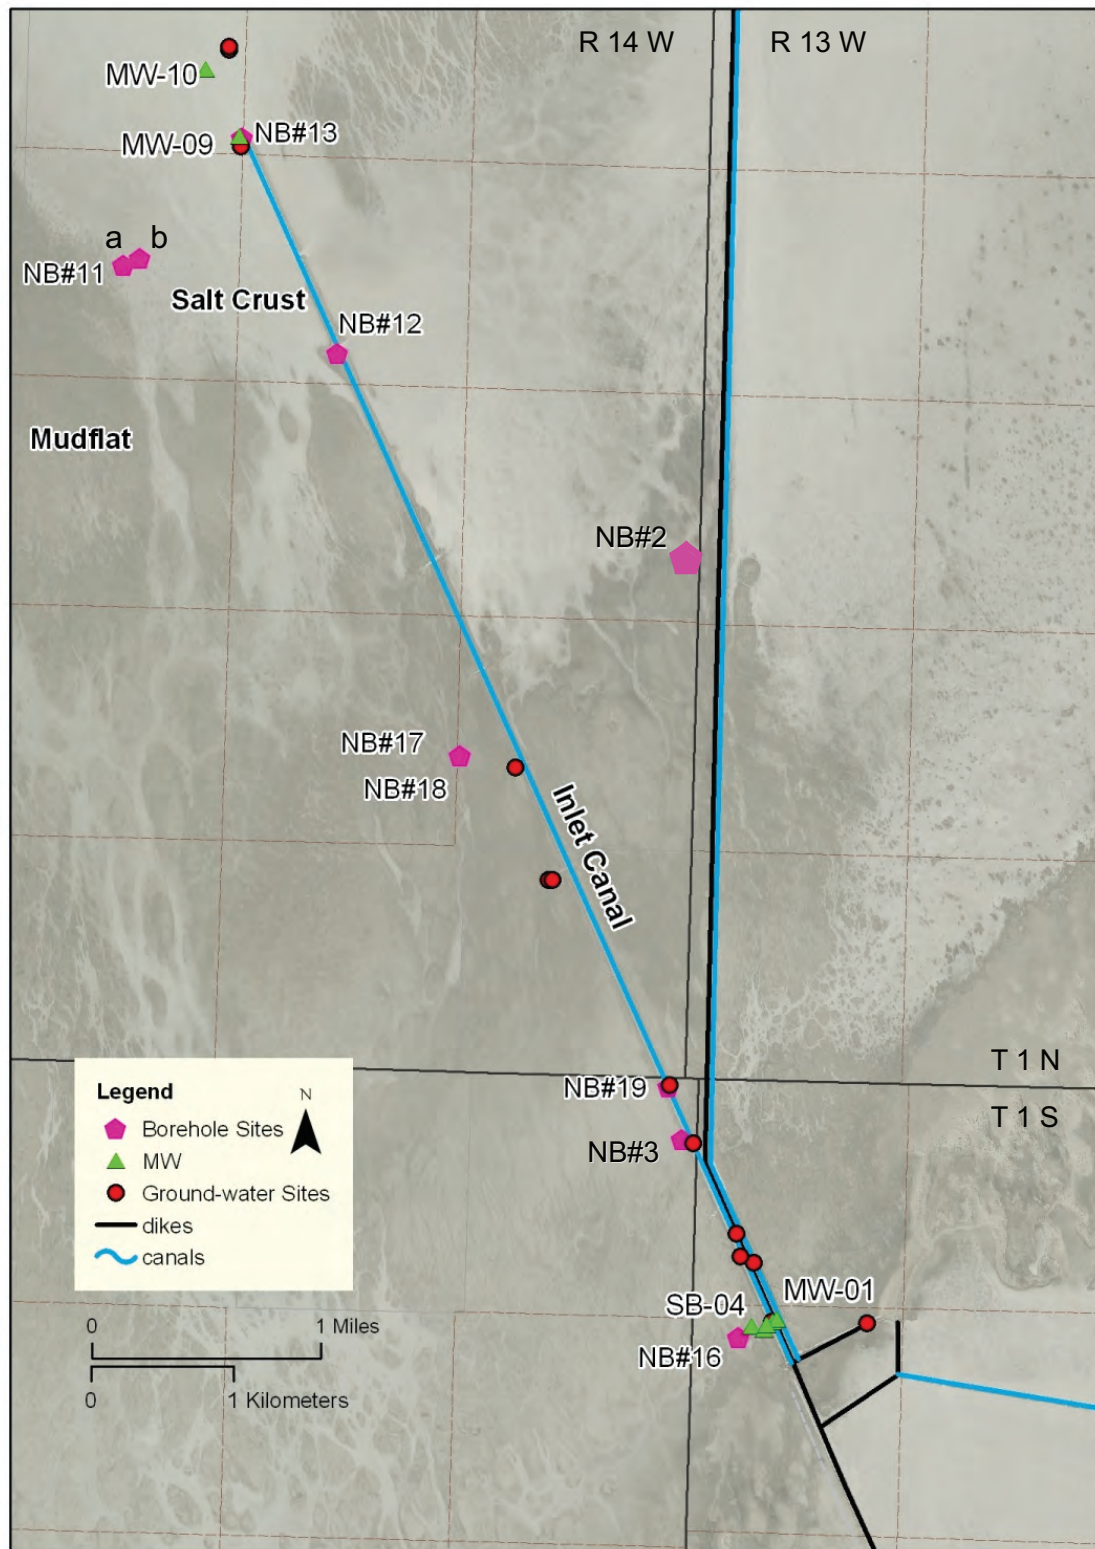 R 14 W
R 13 W
MW-10
MW-09
NB#13
a
b
NB#11
Salt Crust
NB#12
Mudflat
NB#2
NB#17
NB#18
Inlet Canal
T 1 N
NB#19
T 1 S
NB#3
MW-01
SB-04
NB#16
Legend
N
Borehole Sites
MW
Ground-water Sites
dikes
canals
0
1 Miles
0
1 Kilometers